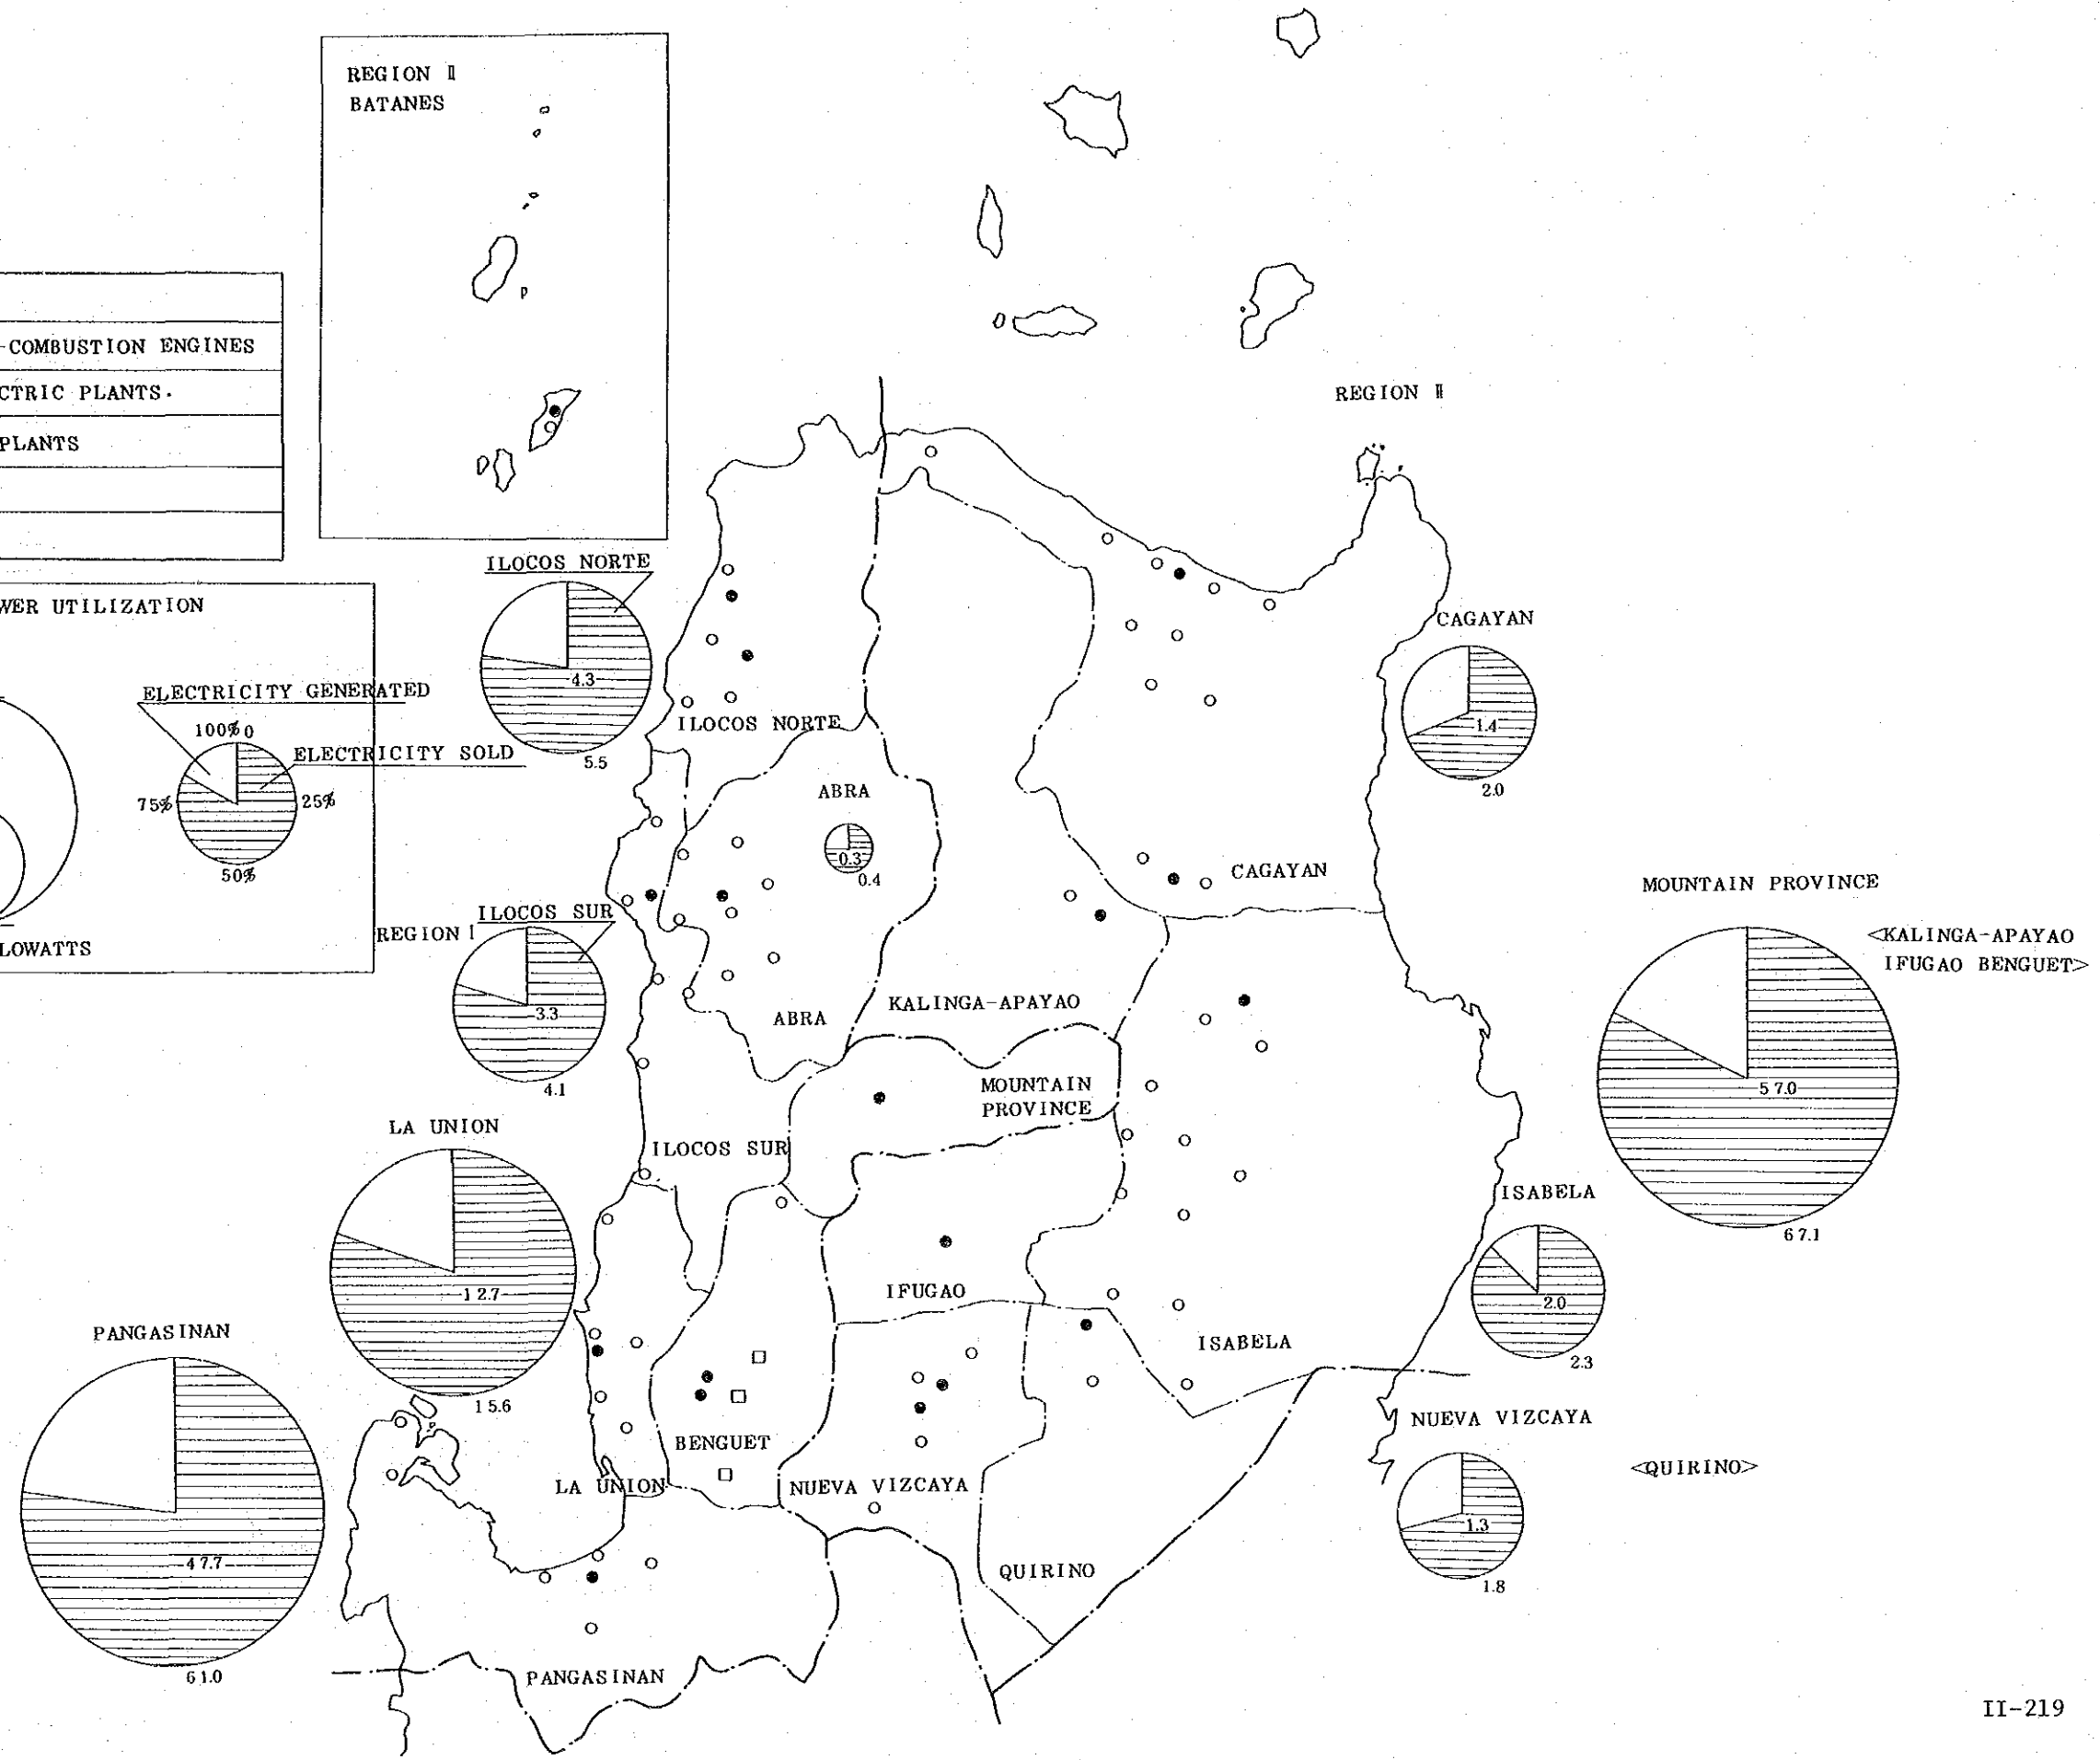 REGION II
BATANES
-COMBUSTION ENGINES
CTRIC PLANTS.
PLANTS
WER UTILIZATION
ELECTRICITY GENERATED
100% 0
ELECTRICITY SOLD
75%
25%
50%
LOWATTS
REGION II
ILOCOS NORTE
4.3
5.5
ILOCOS NORTE
CAGAYAN
1.4
2.0
ABRA
0.3
0.4
CAGAYAN
MOUNTAIN PROVINCE
<KALINGA-APAYAO
IFUGAO BENGUET>
57.0
67.1
REGION I
ILOCOS SUR
3.3
4.1
KALINGA-APAYAO
ABRA
MOUNTAIN
PROVINCE
LA UNION
12.7
15.6
ILOCOS SUR
ISABELA
2.0
2.3
IFUGAO
ISABELA
PANGASINAN
47.7
61.0
BENGUET
LA UNION
NUEVA VIZCAYA
NUEVA VIZCAYA
<QUIRINO>
1.3
1.8
QUIRINO
PANGASINAN
II-219